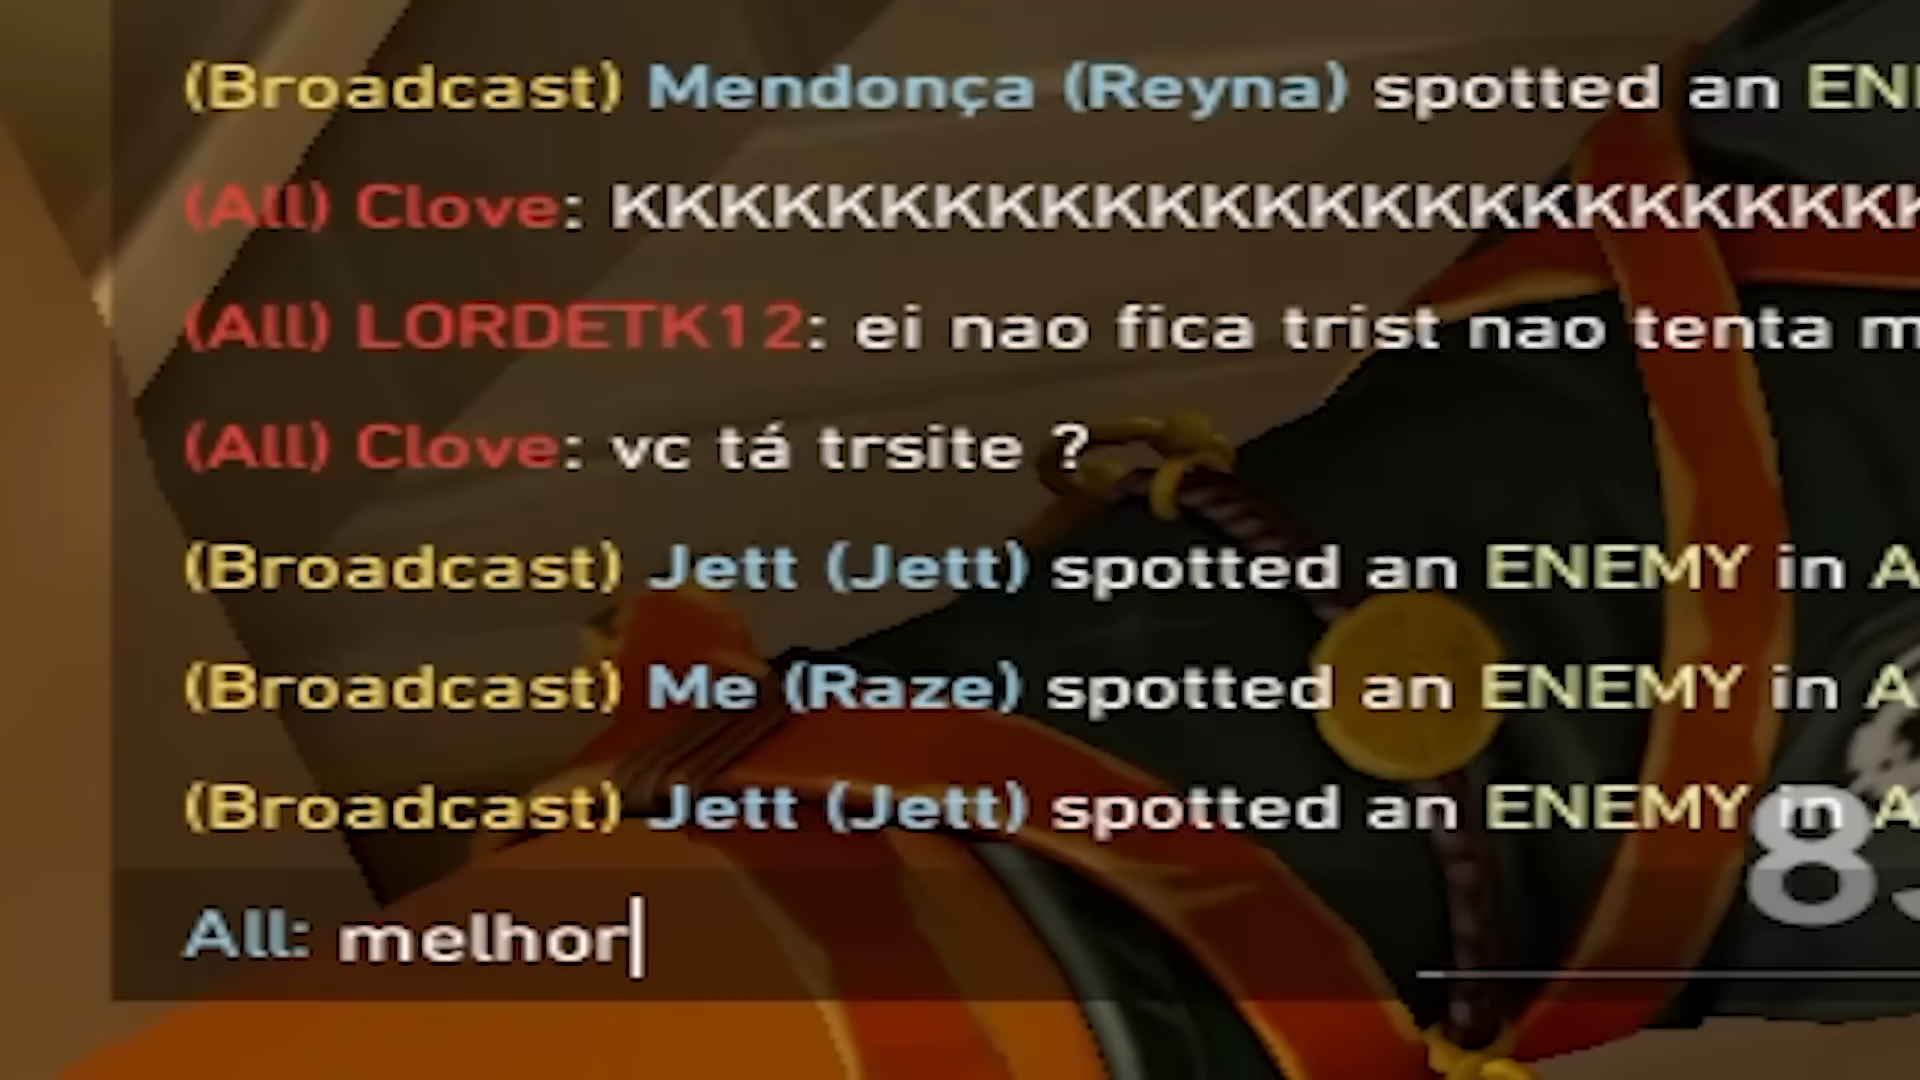 (Broadcast) Mendonça (Reyna) spotted an
(All) Clove: KKKKKKKKKKKKKKKKKKKKKKKKK
(All) LORDETK12: ei nao fica trist nao tenta
(All) Clove: vc tá trsite ?
(Broadcast) Jett (Jett) spotted an ENEMY in A
(Broadcast) Me (Raze) spotted an ENEMY in A
(Broadcast) Jett (Jett) spotted an ENEMY in A
8
All: melhor